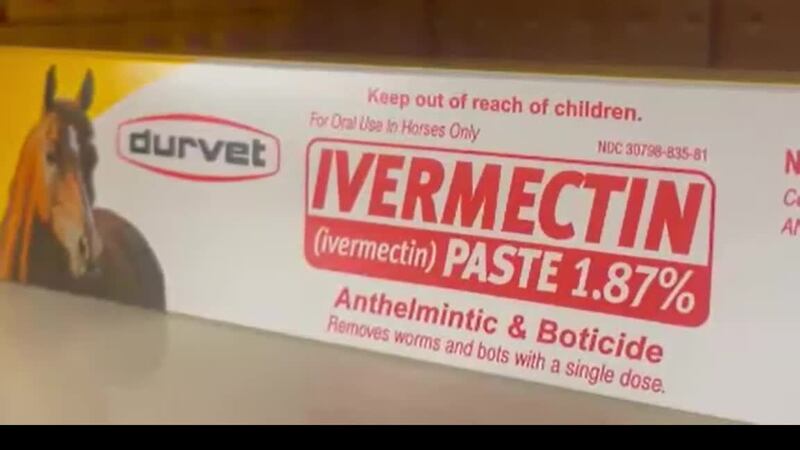 Keep out of reach of children.
For Oral Use In Horses Only
NDC 30798-835-81
durvet
IVERMECTIN
(ivermectin) PASTE 1.87%
Anthelmintic & Boticide
Removes worms and bots with a single dose.